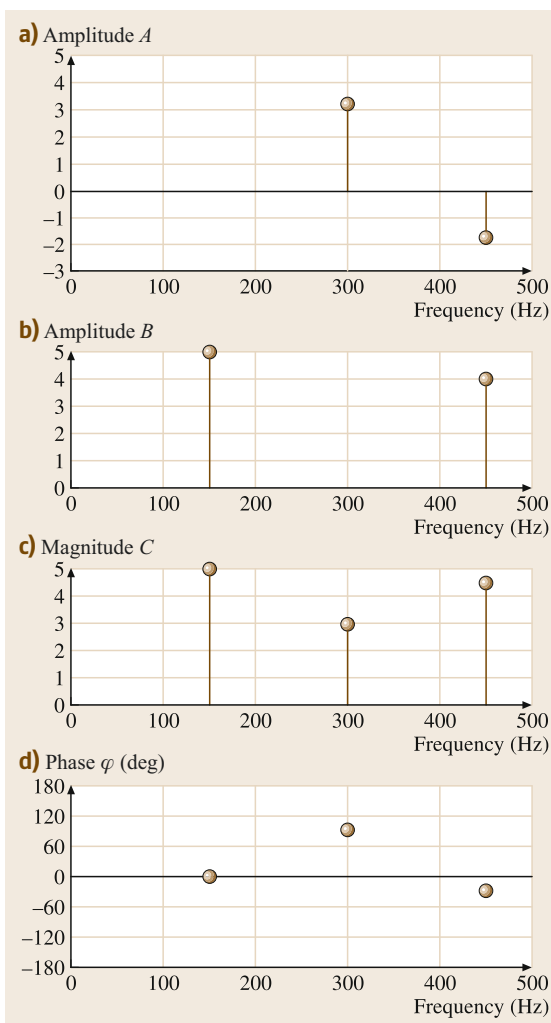 a) Amplitude A
5
4
3
2
1
0
–1
–2
–3
0 100 200 300 400 500
Frequency (Hz)
b) Amplitude B
5
4
3
2
1
0
0 100 200 300 400 500
Frequency (Hz)
c) Magnitude C
5
4
3
2
1
0
0 100 200 300 400 500
Frequency (Hz)
d) Phase φ (deg)
180
120
60
0
–60
–120
–180
0 100 200 300 400 500
Frequency (Hz)